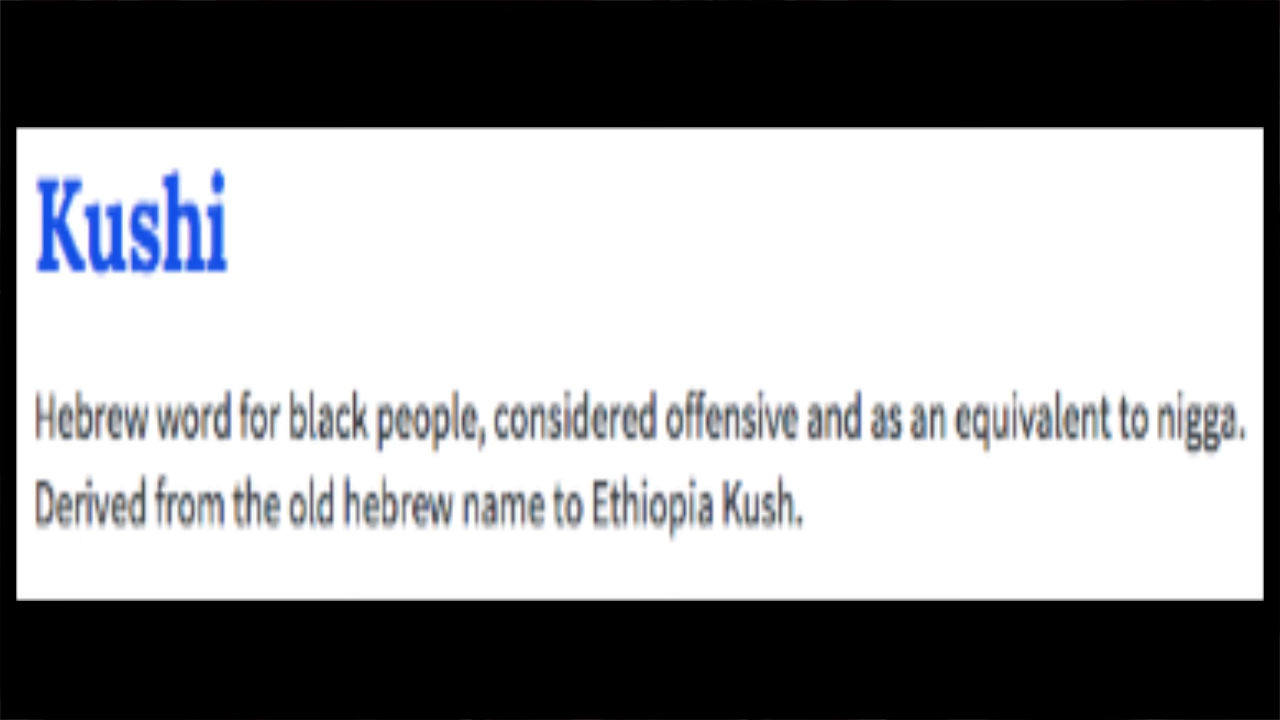 Kushi
Hebrew word for black people, considered offensive and as an equivalent to nigga.
Derived from the old hebrew name to Ethiopia Kush.